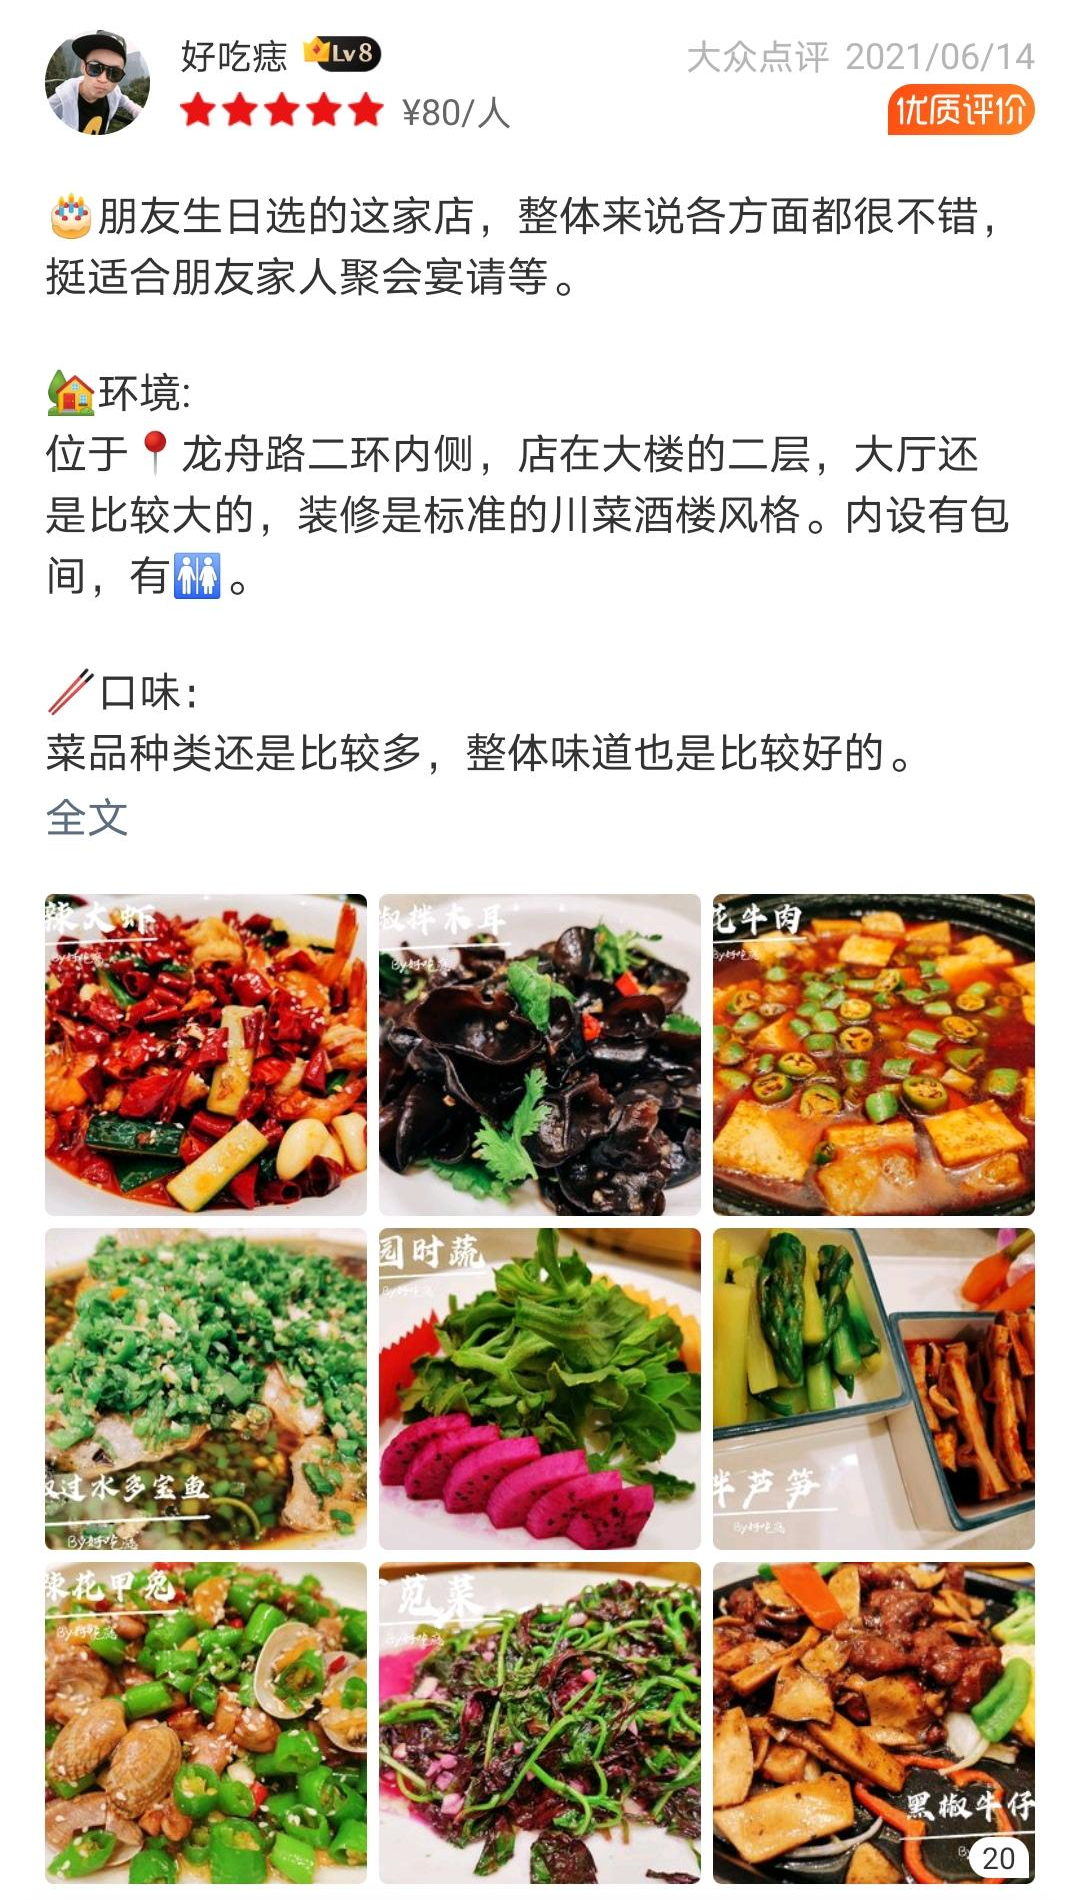 好吃痣 Lv8 大众点评 2021/06/14
¥80/人 优质评价
🎂朋友生日选的这家店，整体来说各方面都很不错，
挺适合朋友家人聚会宴请等。
🏡环境:
位于📍龙舟路二环内侧，店在大楼的二层，大厅还
是比较大的，装修是标准的川菜酒楼风格。内设有包
间，有🚻。
🥢口味：
菜品种类还是比较多，整体味道也是比较好的。
全文
辣大虾
By好吃痣
椒拌木耳
By好吃痣
花牛肉
By好吃痣
过水多宝鱼
By好吃痣
园时蔬
By好吃痣
拌芦笋
By好吃痣
辣花甲兔
By好吃痣
苋菜
By好吃痣
黑椒牛仔
20